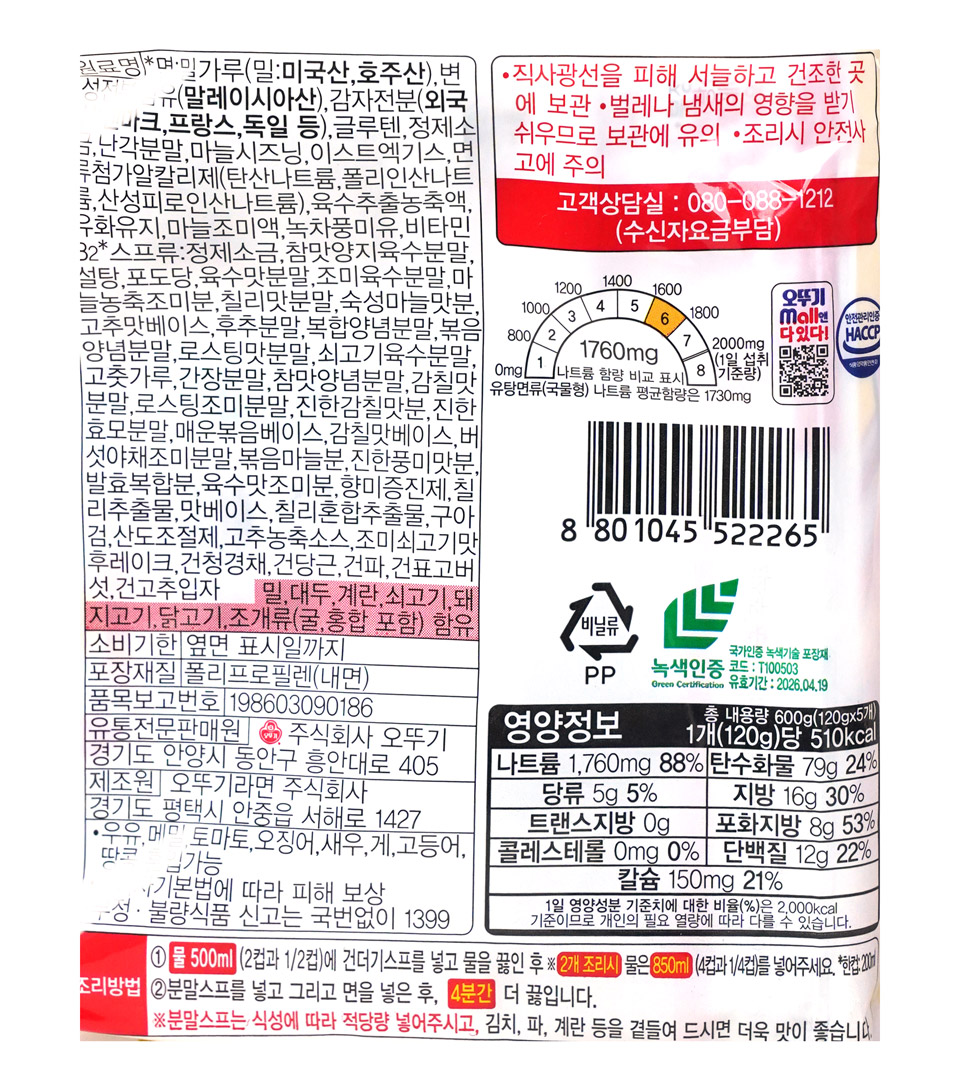 원료명 *면:밀가루(밀:미국산,호주산),변
(말레이시아산),감자전분(외국
마크,프랑스,독일 등),글루텐,정제소
난각분말,마늘시즈닝,이스트엑기스,면
류첨가알칼리제(탄산나트륨,폴리인산나트
륨,산성피로인산나트륨),육수추출농축액,
유화유지,마늘조미액,녹차풍미유,비타민
B2*스프류:정제소금,참맛양지육수분말,
설탕,포도당,육수맛분말,조미육수분말,마
늘농축조미분,칠리맛분말,숙성마늘맛분,
고추맛베이스,후추분말,복합양념분말,볶음
양념분말,로스팅맛분말,쇠고기육수분말,
고춧가루,간장분말,참맛양념분말,감칠맛
분말,로스팅조미분말,진한감칠맛분,진한
효모분말,매운볶음베이스,감칠맛베이스,버
섯야채조미분말,볶음마늘분,진한풍미맛분,
발효복합분,육수맛조미분,향미증진제,칠
리추출물,맛베이스,칠리혼합추출물,구아
검,산도조절제,고추농축소스,조미쇠고기맛
후레이크,건청경채,건당근,건파,건표고버
섯,건고추입자 밀,대두,계란,쇠고기,돼
지고기,닭고기,조개류(굴,홍합 포함) 함유
소비기한 옆면 표시일까지
포장재질 폴리프로필렌(내면)
품목보고번호 198603090186
유통전문판매원 주식회사 오뚜기
경기도 안양시 동안구 흥안대로 405
제조원 오뚜기라면 주식회사
경기도 평택시 안중읍 서해로 1427
•우유,메밀,토마토,오징어,새우,게,고등어,
가능
기본법에 따라 피해 보상
불량식품 신고는 국번없이 1399
•직사광선을 피해 서늘하고 건조한 곳
에 보관 •벌레나 냄새의 영향을 받기
쉬우므로 보관에 유의 •조리시 안전사
고에 주의
고객상담실 : 080-088-1212
(수신자요금부담)
0mg 800 1000 1200 1400 1600 1800 2000mg
(1일 섭취
기준량)
1 2 3 4 5 6 7 8
1760mg
나트륨 함량 비교 표시
유탕면류(국물형) 나트륨 평균함량은 1730mg
오뚜기
mall엔
다 있다!
안전관리인증
HACCP
식품의약품안전처
8 801045 522265
비닐류
PP
녹색인증
Green Certification
국가인증 녹색기술 포장재
코드 : T100503
유효기간 : 2026.04.19
영양정보
총 내용량 600g(120gx5개)
1개(120g)당 510kcal
나트륨 1,760mg 88% 탄수화물 79g 24%
당류 5g 5% 지방 16g 30%
트랜스지방 0g 포화지방 8g 53%
콜레스테롤 0mg 0% 단백질 12g 22%
칼슘 150mg 21%
1일 영양성분 기준치에 대한 비율(%)은 2,000kcal
기준이므로 개인의 필요 열량에 따라 다를 수 있습니다.
조리방법
① 물 500ml (2컵과 1/2컵)에 건더기스프를 넣고 물을 끓인 후 ※ 2개 조리시 물은 850ml (4컵과 1/4컵)를 넣어주세요. *한컵:200ml
②분말스프를 넣고 그리고 면을 넣은 후, 4분간 더 끓입니다.
※분말스프는 식성에 따라 적당량 넣어주시고, 김치, 파, 계란 등을 곁들여 드시면 더욱 맛이 좋습니다.